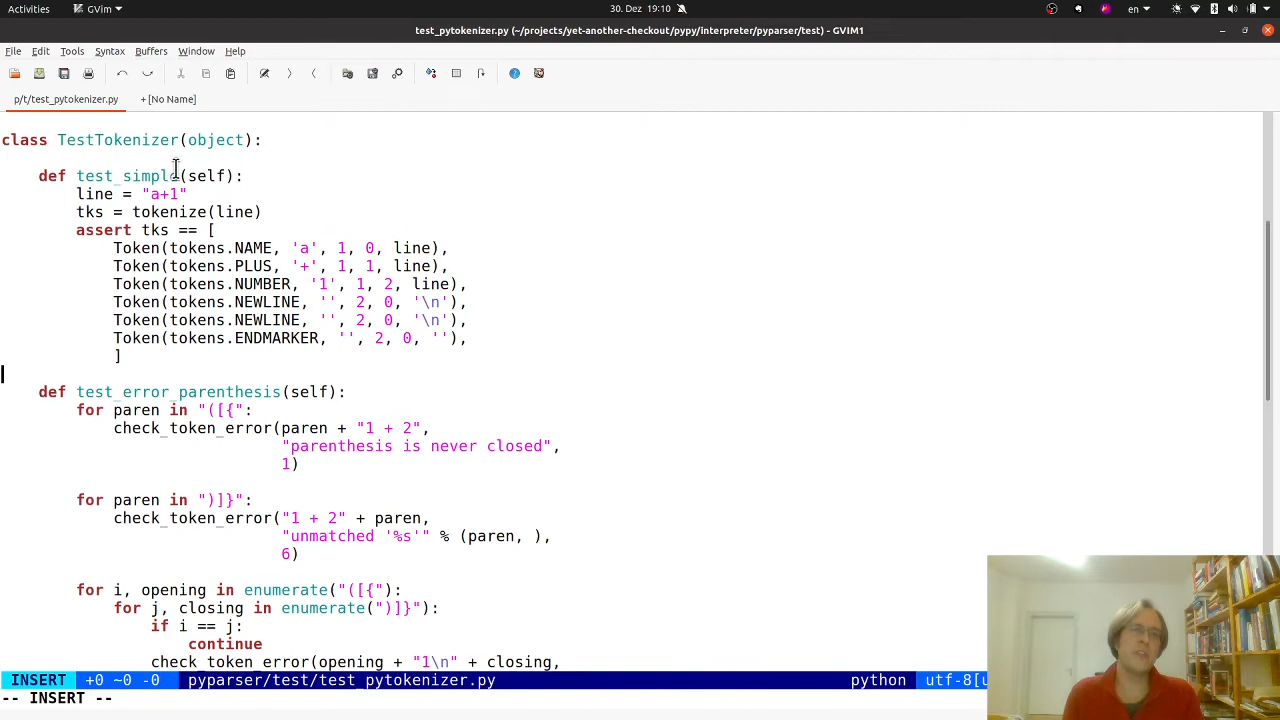 Activities GVim 30. Dez 19:10 en
test_pytokenizer.py (~/projects/yet-another-checkout/pypy/interpreter/pyparser/test) - GVIM1
File Edit Tools Syntax Buffers Window Help
p/t/test_pytokenizer.py + [No Name]
class TestTokenizer(object):
def test_simple(self):
line = "a+1"
tks = tokenize(line)
assert tks == [
Token(tokens.NAME, 'a', 1, 0, line),
Token(tokens.PLUS, '+', 1, 1, line),
Token(tokens.NUMBER, '1', 1, 2, line),
Token(tokens.NEWLINE, '', 2, 0, '\n'),
Token(tokens.NEWLINE, '', 2, 0, '\n'),
Token(tokens.ENDMARKER, '', 2, 0, ''),
]
def test_error_parenthesis(self):
for paren in "([{":
check_token_error(paren + "1 + 2",
"parenthesis is never closed",
1)
for paren in ")]}":
check_token_error("1 + 2" + paren,
"unmatched '%s'" % (paren, ),
6)
for i, opening in enumerate("([{"):
for j, closing in enumerate(")]}"):
if i == j:
continue
check_token_error(opening + "1\n" + closing,
INSERT +0 ~0 -0 pyparser/test/test_pytokenizer.py python utf-8[u
-- INSERT --